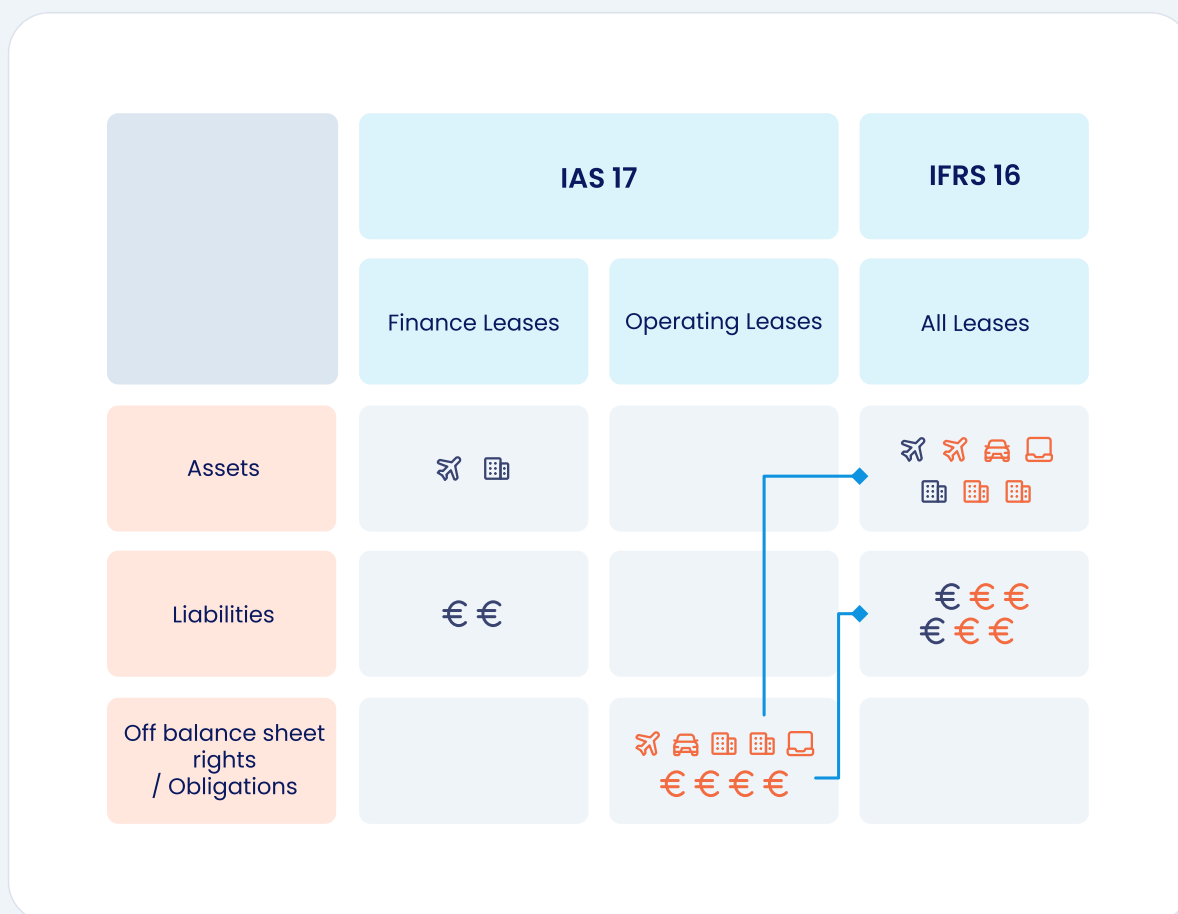 IAS 17
IFRS 16
Finance Leases
Operating Leases
All Leases
Assets
€ €
€ € €
€ € €
Liabilities
Off balance sheet
rights
/ Obligations
€ € € €